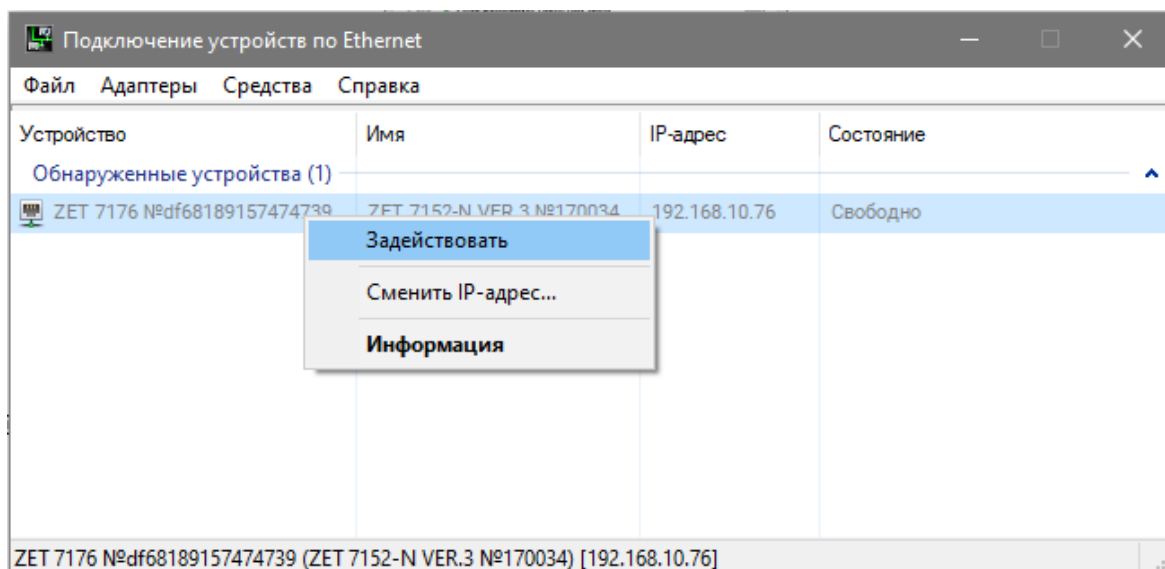 Подключение устройств по Ethernet
Файл Адаптеры Средства Справка
Устройство Имя IP-адрес Состояние
Обнаруженные устройства (1)
ZET 7176 №df68189157474739 ZET 7152-N VER.3 №170034 192.168.10.76 Свободно
Задействовать
Сменить IP-адрес...
Информация
ZET 7176 №df68189157474739 (ZET 7152-N VER.3 №170034) [192.168.10.76]